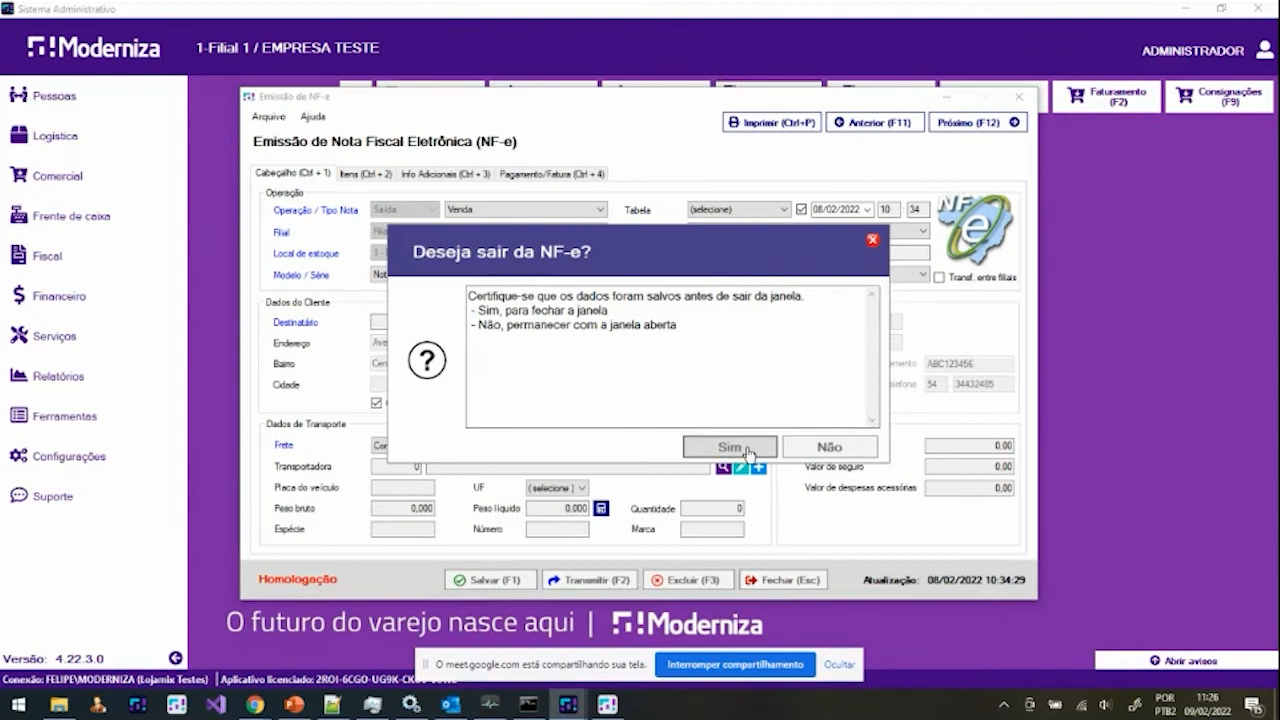 Sistema Administrativo
Moderniza
1-Filial 1 / EMPRESA TESTE
ADMINISTRADOR
Pessoas
Logística
Comercial
Frente de caixa
Fiscal
Financeiro
Serviços
Relatórios
Ferramentas
Configurações
Suporte
Faturamento
(F2)
Consignações
(F9)
Emissão de NF-e
Arquivo Ajuda
Imprimir (Ctrl+P) Anterior (F11) Próximo (F12)
Emissão de Nota Fiscal Eletrônica (NF-e)
Cabeçalho (Ctrl + 1) Itens (Ctrl + 2) Info Adicionais (Ctrl + 3) Pagamento/Fatura (Ctrl + 4)
Operação
Operação / Tipo Nota Saída Venda Tabela (selecione) 08/02/2022 10 : 34
NF e
Filial
Local de estoque
Modelo / Série
Transf. entre filiais
Dados do Cliente
Destinatário
Endereço
Bairro
ABC123456
Cidade
54 34432485
Deseja sair da NF-e?
Certifique-se que os dados foram salvos antes de sair da janela.
- Sim, para fechar a janela
- Não, permanecer com a janela aberta
?
Sim Não
Dados de Transporte
Frete 0.00
Transportadora Valor de seguro 0.00
Placa do veículo UF ( selecione ) Valor de despesas acessórias 0.00
Peso bruto 0,000 Peso líquido 0.000 Quantidade 0
Espécie Número Marca
Homologação Salvar (F1) Transmitir (F2) Excluir (F3) Fechar (Esc) Atualização: 08/02/2022 10:34:29
O futuro do varejo nasce aqui | Moderniza
Versão: 4.22.3.0
O meet.google.com está compartilhando sua tela. Interromper compartilhamento Ocultar
Abrir avisos
Conexão: FELIPE\MODERNIZA (Lojamix Testes) | Aplicativo licenciado:
POR
PTB2
11:26
09/02/2022